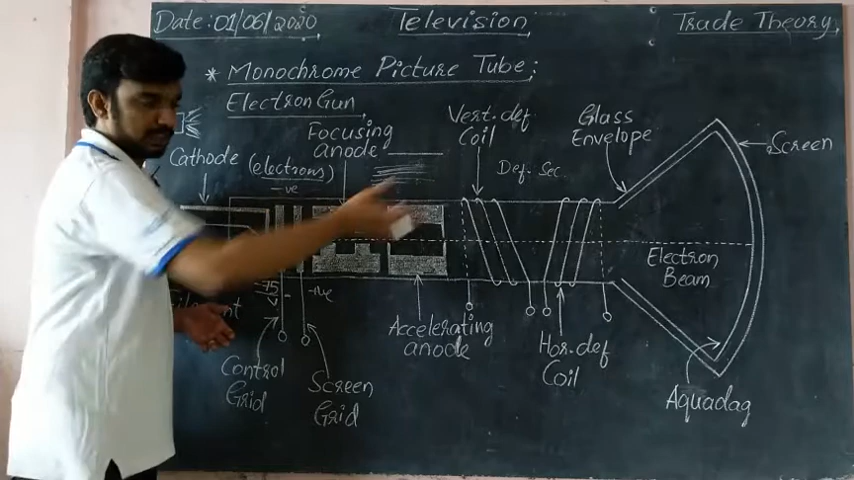 Date: 01/06/2020
Television
Trade Theory
* Monochrome Picture Tube:
Electron Gun
Vert. def
Coil
Glass
Envelope
Focusing
anode
Screen
Cathode
(electrons)
-ve
Def. Sec
Electron
Beam
-75
V
-
-ve
Accelerating
anode
Hor. def
Coil
Control
Grid
Screen
Grid
Aquadag